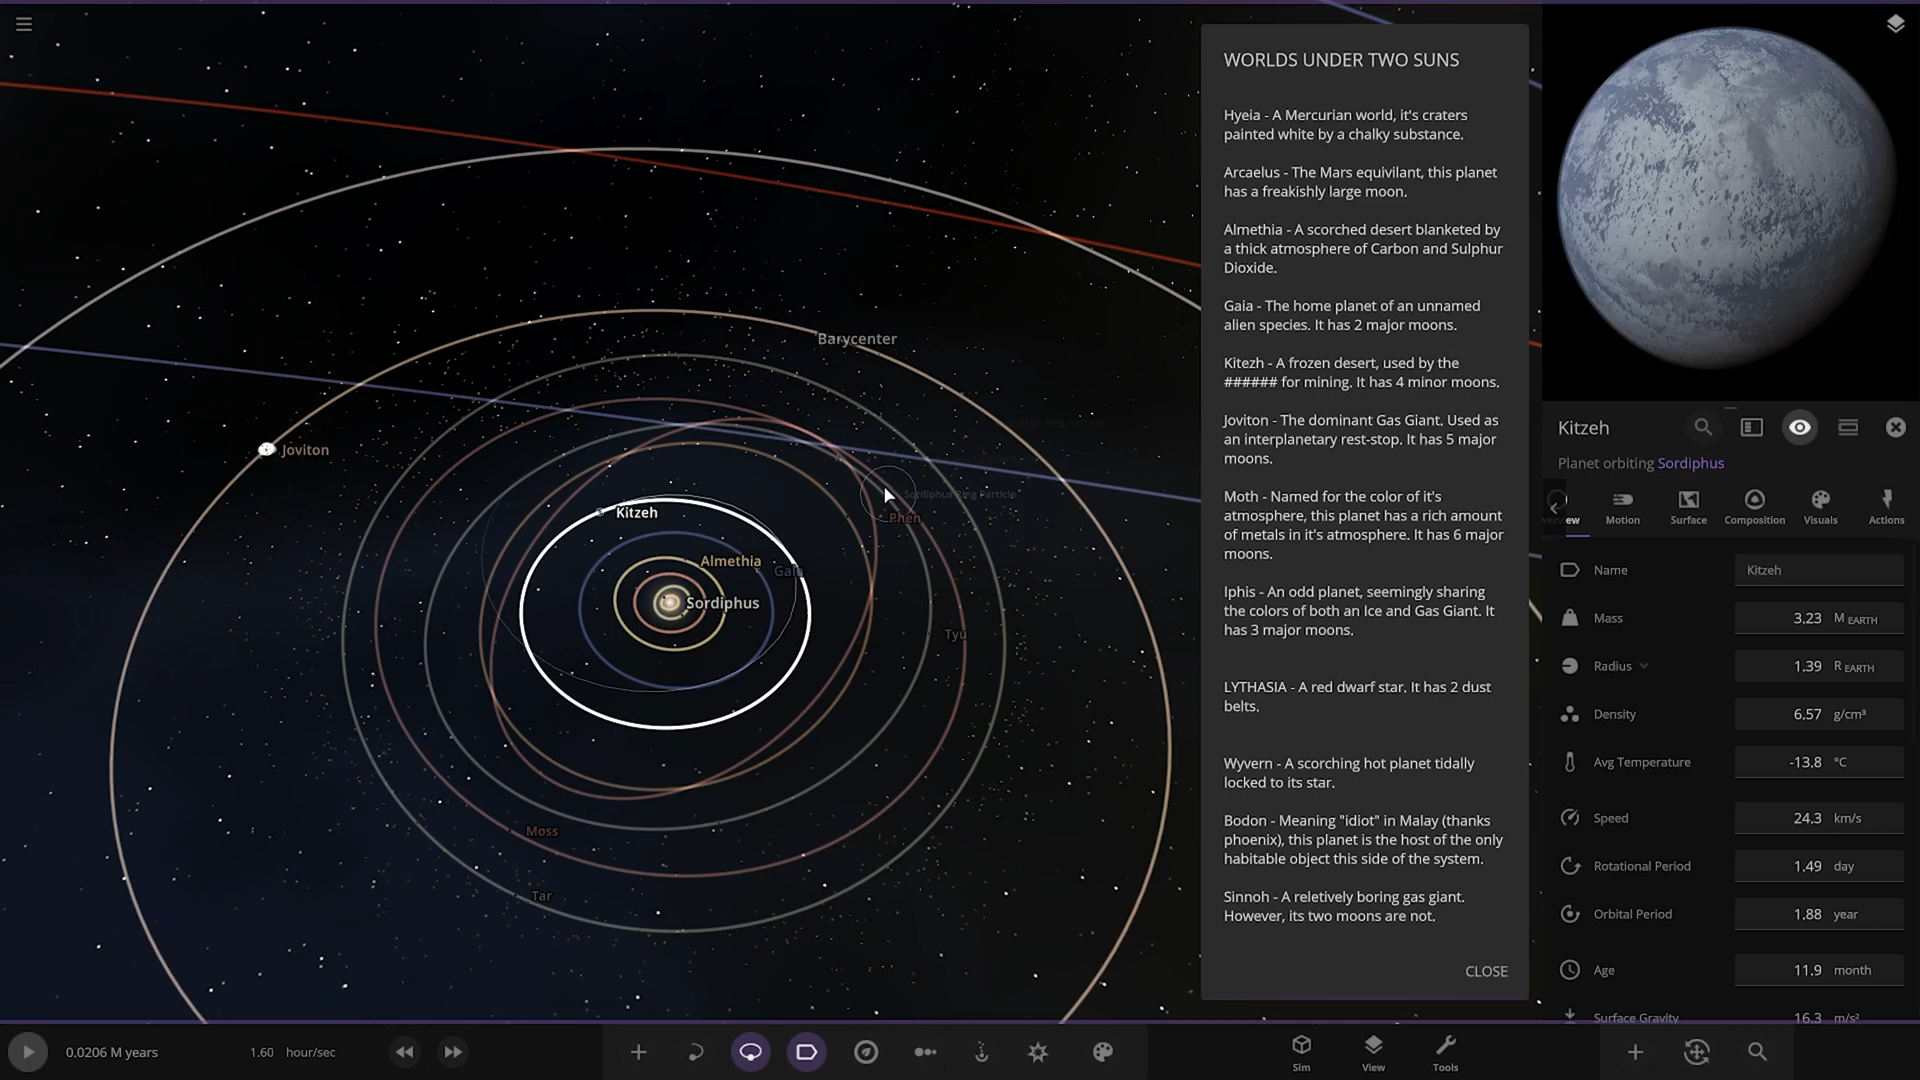 WORLDS UNDER TWO SUNS
Hyeia - A Mercurian world, it's craters
painted white by a chalky substance.
Arcaelus - The Mars equivilant, this planet
has a freakishly large moon.
Almethia - A scorched desert blanketed by
a thick atmosphere of Carbon and Sulphur
Dioxide.
Gaia - The home planet of an unnamed
alien species. It has 2 major moons.
Kitezh - A frozen desert, used by the
###### for mining. It has 4 minor moons.
Joviton - The dominant Gas Giant. Used as
an interplanetary rest-stop. It has 5 major
moons.
Moth - Named for the color of it's
atmosphere, this planet has a rich amount
of metals in it's atmosphere. It has 6 major
moons.
Iphis - An odd planet, seemingly sharing
the colors of both an Ice and Gas Giant. It
has 3 major moons.
LYTHASIA - A red dwarf star. It has 2 dust
belts.
Wyvern - A scorching hot planet tidally
locked to its star.
Bodon - Meaning "idiot" in Malay (thanks
phoenix), this planet is the host of the only
habitable object this side of the system.
Sinnoh - A reletively boring gas giant.
However, its two moons are not.
CLOSE
Barycenter
Joviton
Kitzeh
Sordiphus Ring Particle
Phen
Almethia
Gaia
Sordiphus
Tyu
Moss
Tar
Kitzeh
Planet orbiting Sordiphus
Motion
Surface
Composition
Visuals
Actions
Name Kitzeh
Mass 3.23 M EARTH
Radius 1.39 R EARTH
Density 6.57 g/cm³
Avg Temperature -13.8 °C
Speed 24.3 km/s
Rotational Period 1.49 day
Orbital Period 1.88 year
Age 11.9 month
Surface Gravity 16.3 m/s²
0.0206 M years
1.60 hour/sec
Sim
View
Tools